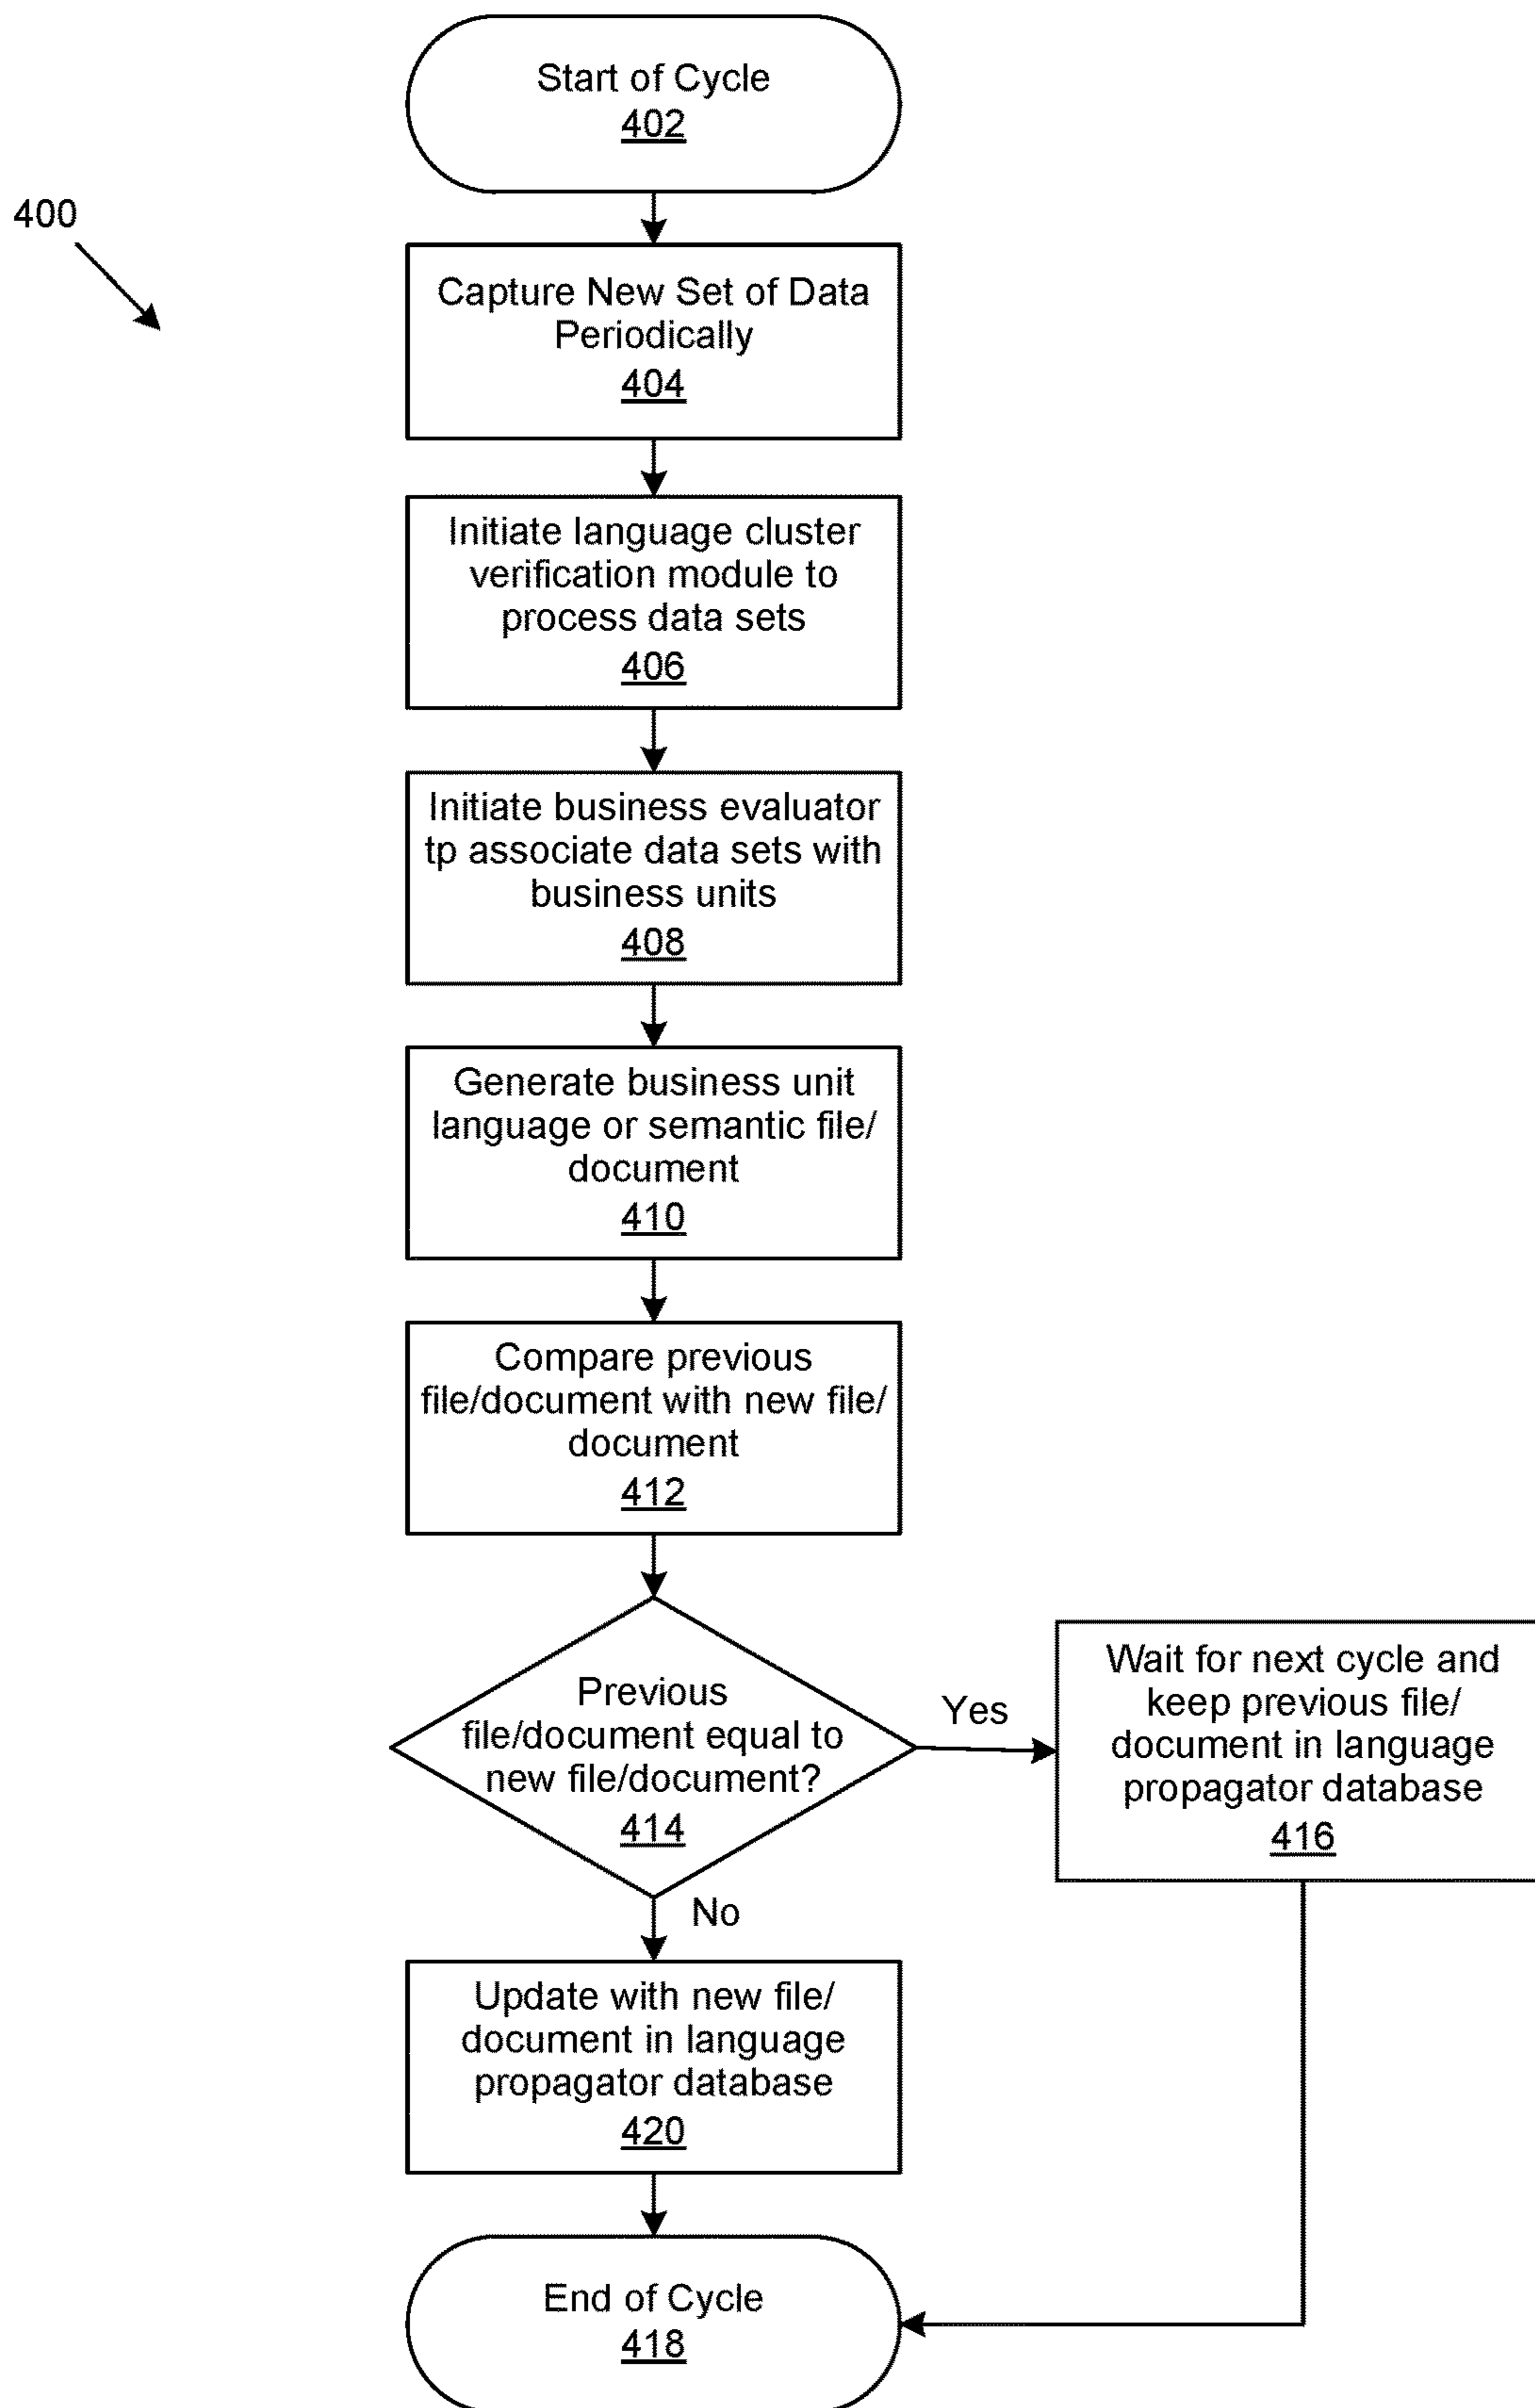 Start of Cycle
402
400
Capture New Set of Data
Periodically
404
Initiate language cluster
verification module to
process data sets
406
Initiate business evaluator
tp associate data sets with
business units
408
Generate business unit
language or semantic file/
document
410
Compare previous
file/document with new file/
document
412
Previous
file/document equal to
new file/document?
414
Yes
Wait for next cycle and
keep previous file/
document in language
propagator database
416
No
Update with new file/
document in language
propagator database
420
End of Cycle
418